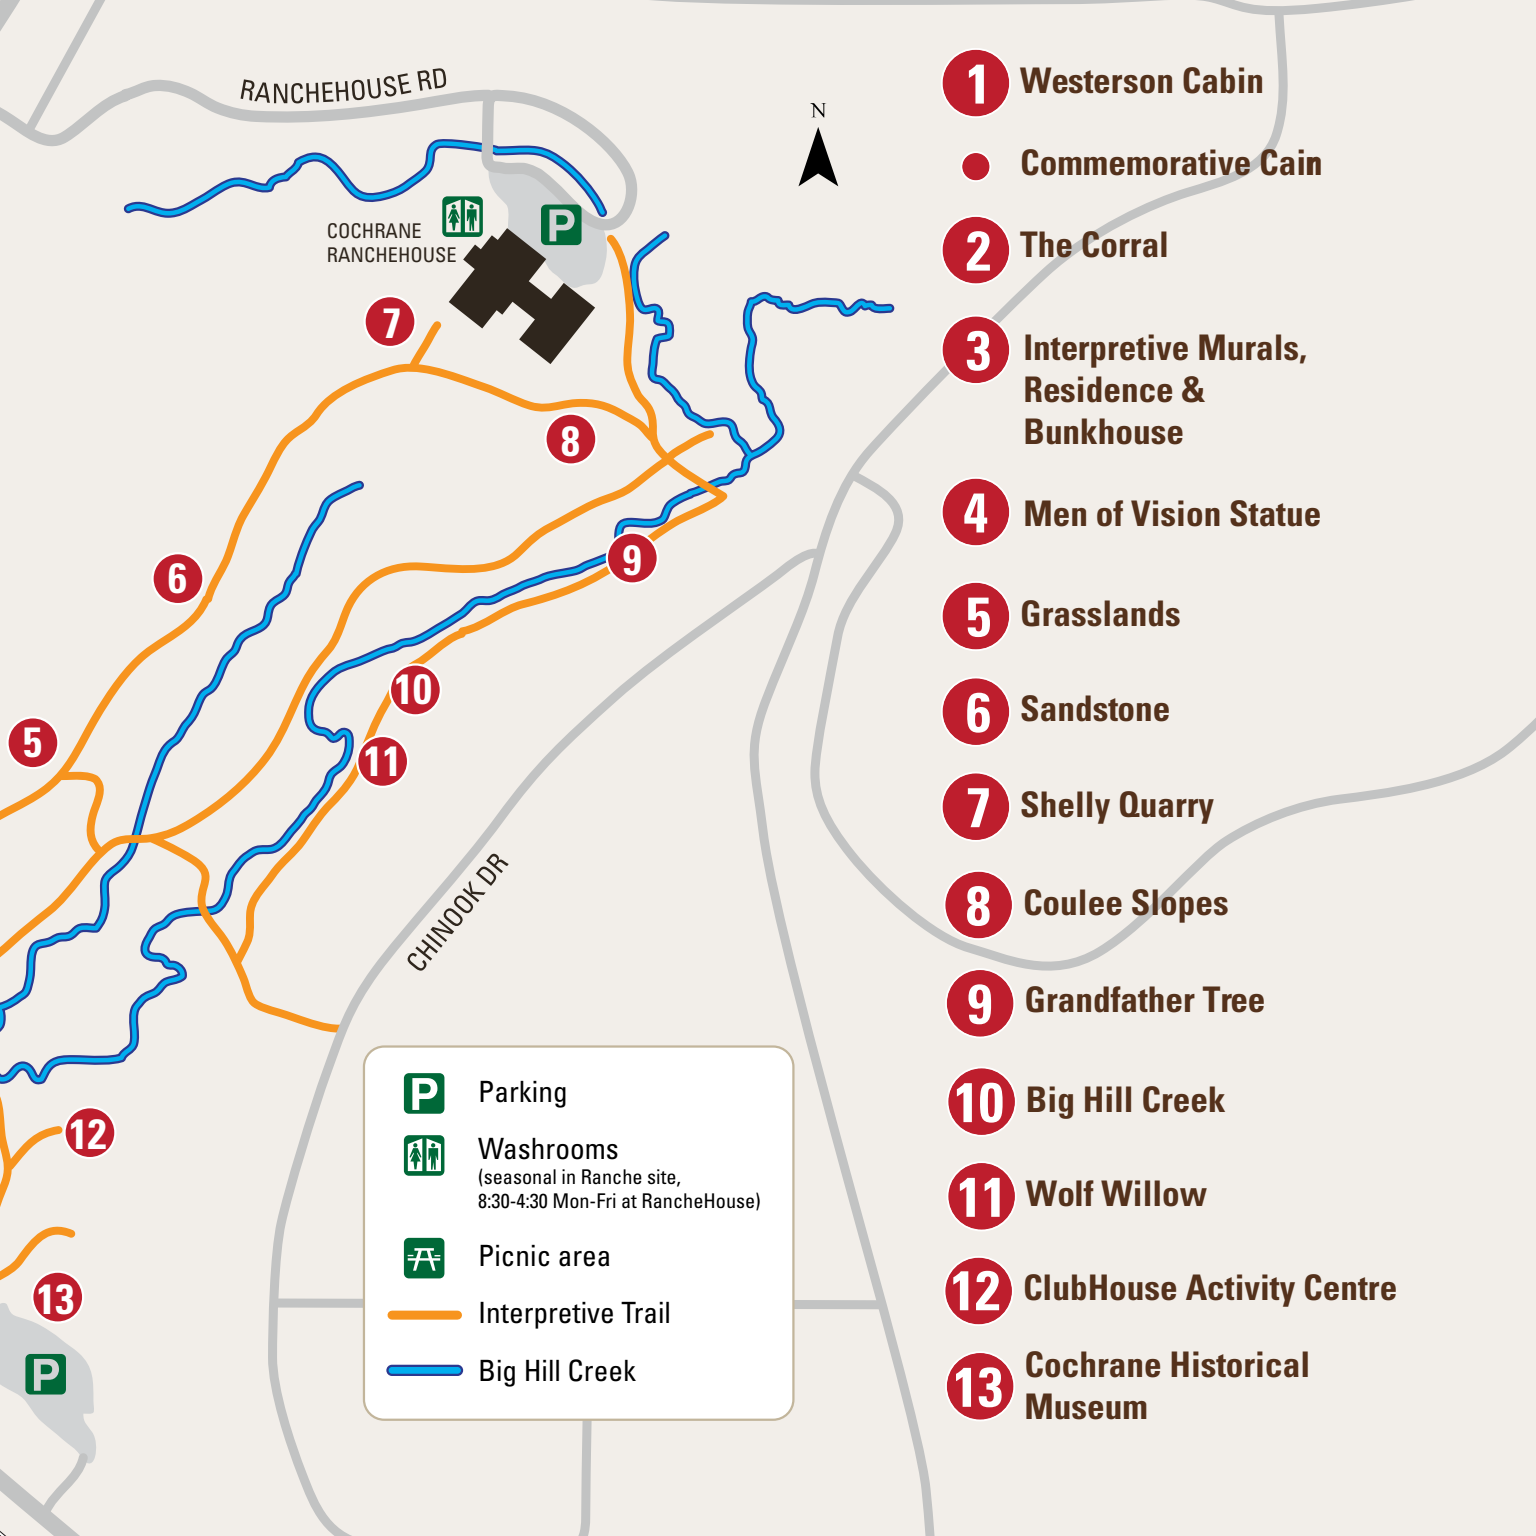 RANCHEHOUSE RD
N
COCHRANE
RANCHEHOUSE
P
7
8
9
6
10
5
11
CHINOOK DR
12
13
P
P Parking
Washrooms
(seasonal in Ranche site,
8:30-4:30 Mon-Fri at RancheHouse)
Picnic area
Interpretive Trail
Big Hill Creek
1 Westerson Cabin
Commemorative Cain
2 The Corral
3 Interpretive Murals,
Residence &
Bunkhouse
4 Men of Vision Statue
5 Grasslands
6 Sandstone
7 Shelly Quarry
8 Coulee Slopes
9 Grandfather Tree
10 Big Hill Creek
11 Wolf Willow
12 ClubHouse Activity Centre
13 Cochrane Historical
Museum